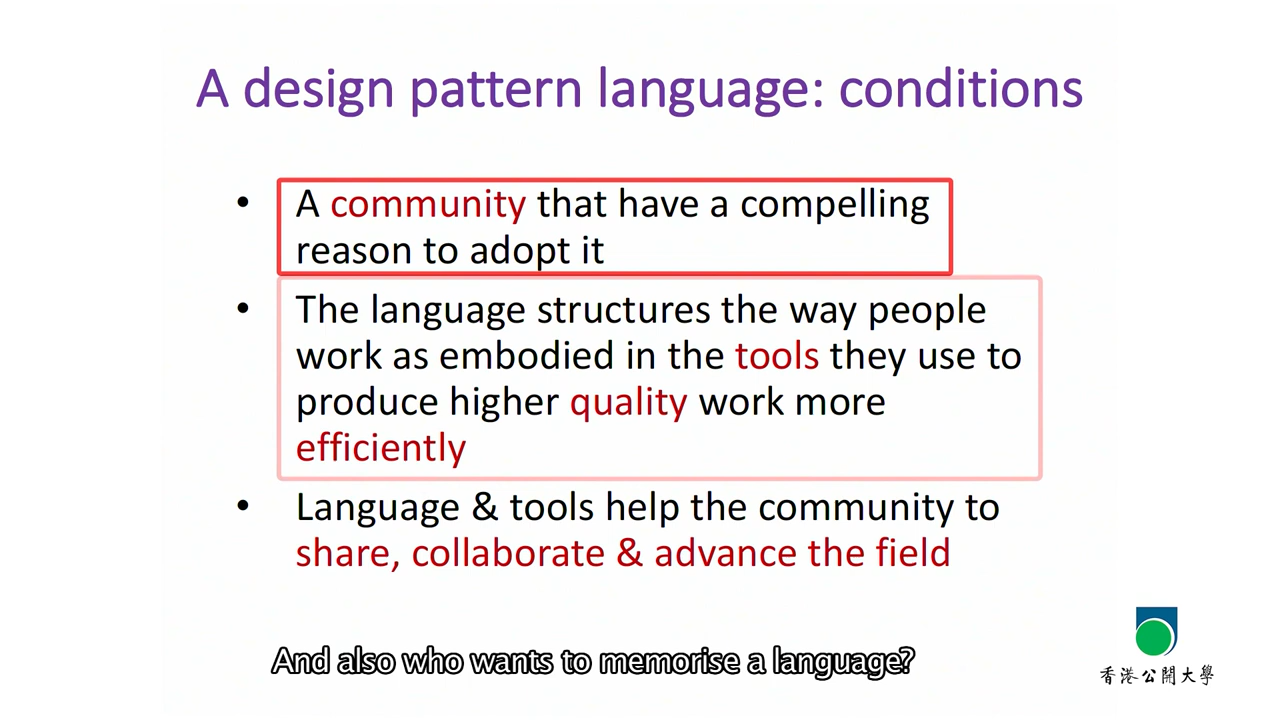 A design pattern language: conditions
• A community that have a compelling
reason to adopt it
• The language structures the way people
work as embodied in the tools they use to
produce higher quality work more
efficiently
• Language & tools help the community to
share, collaborate & advance the field
And also who wants to memorise a language?
香港公開大學